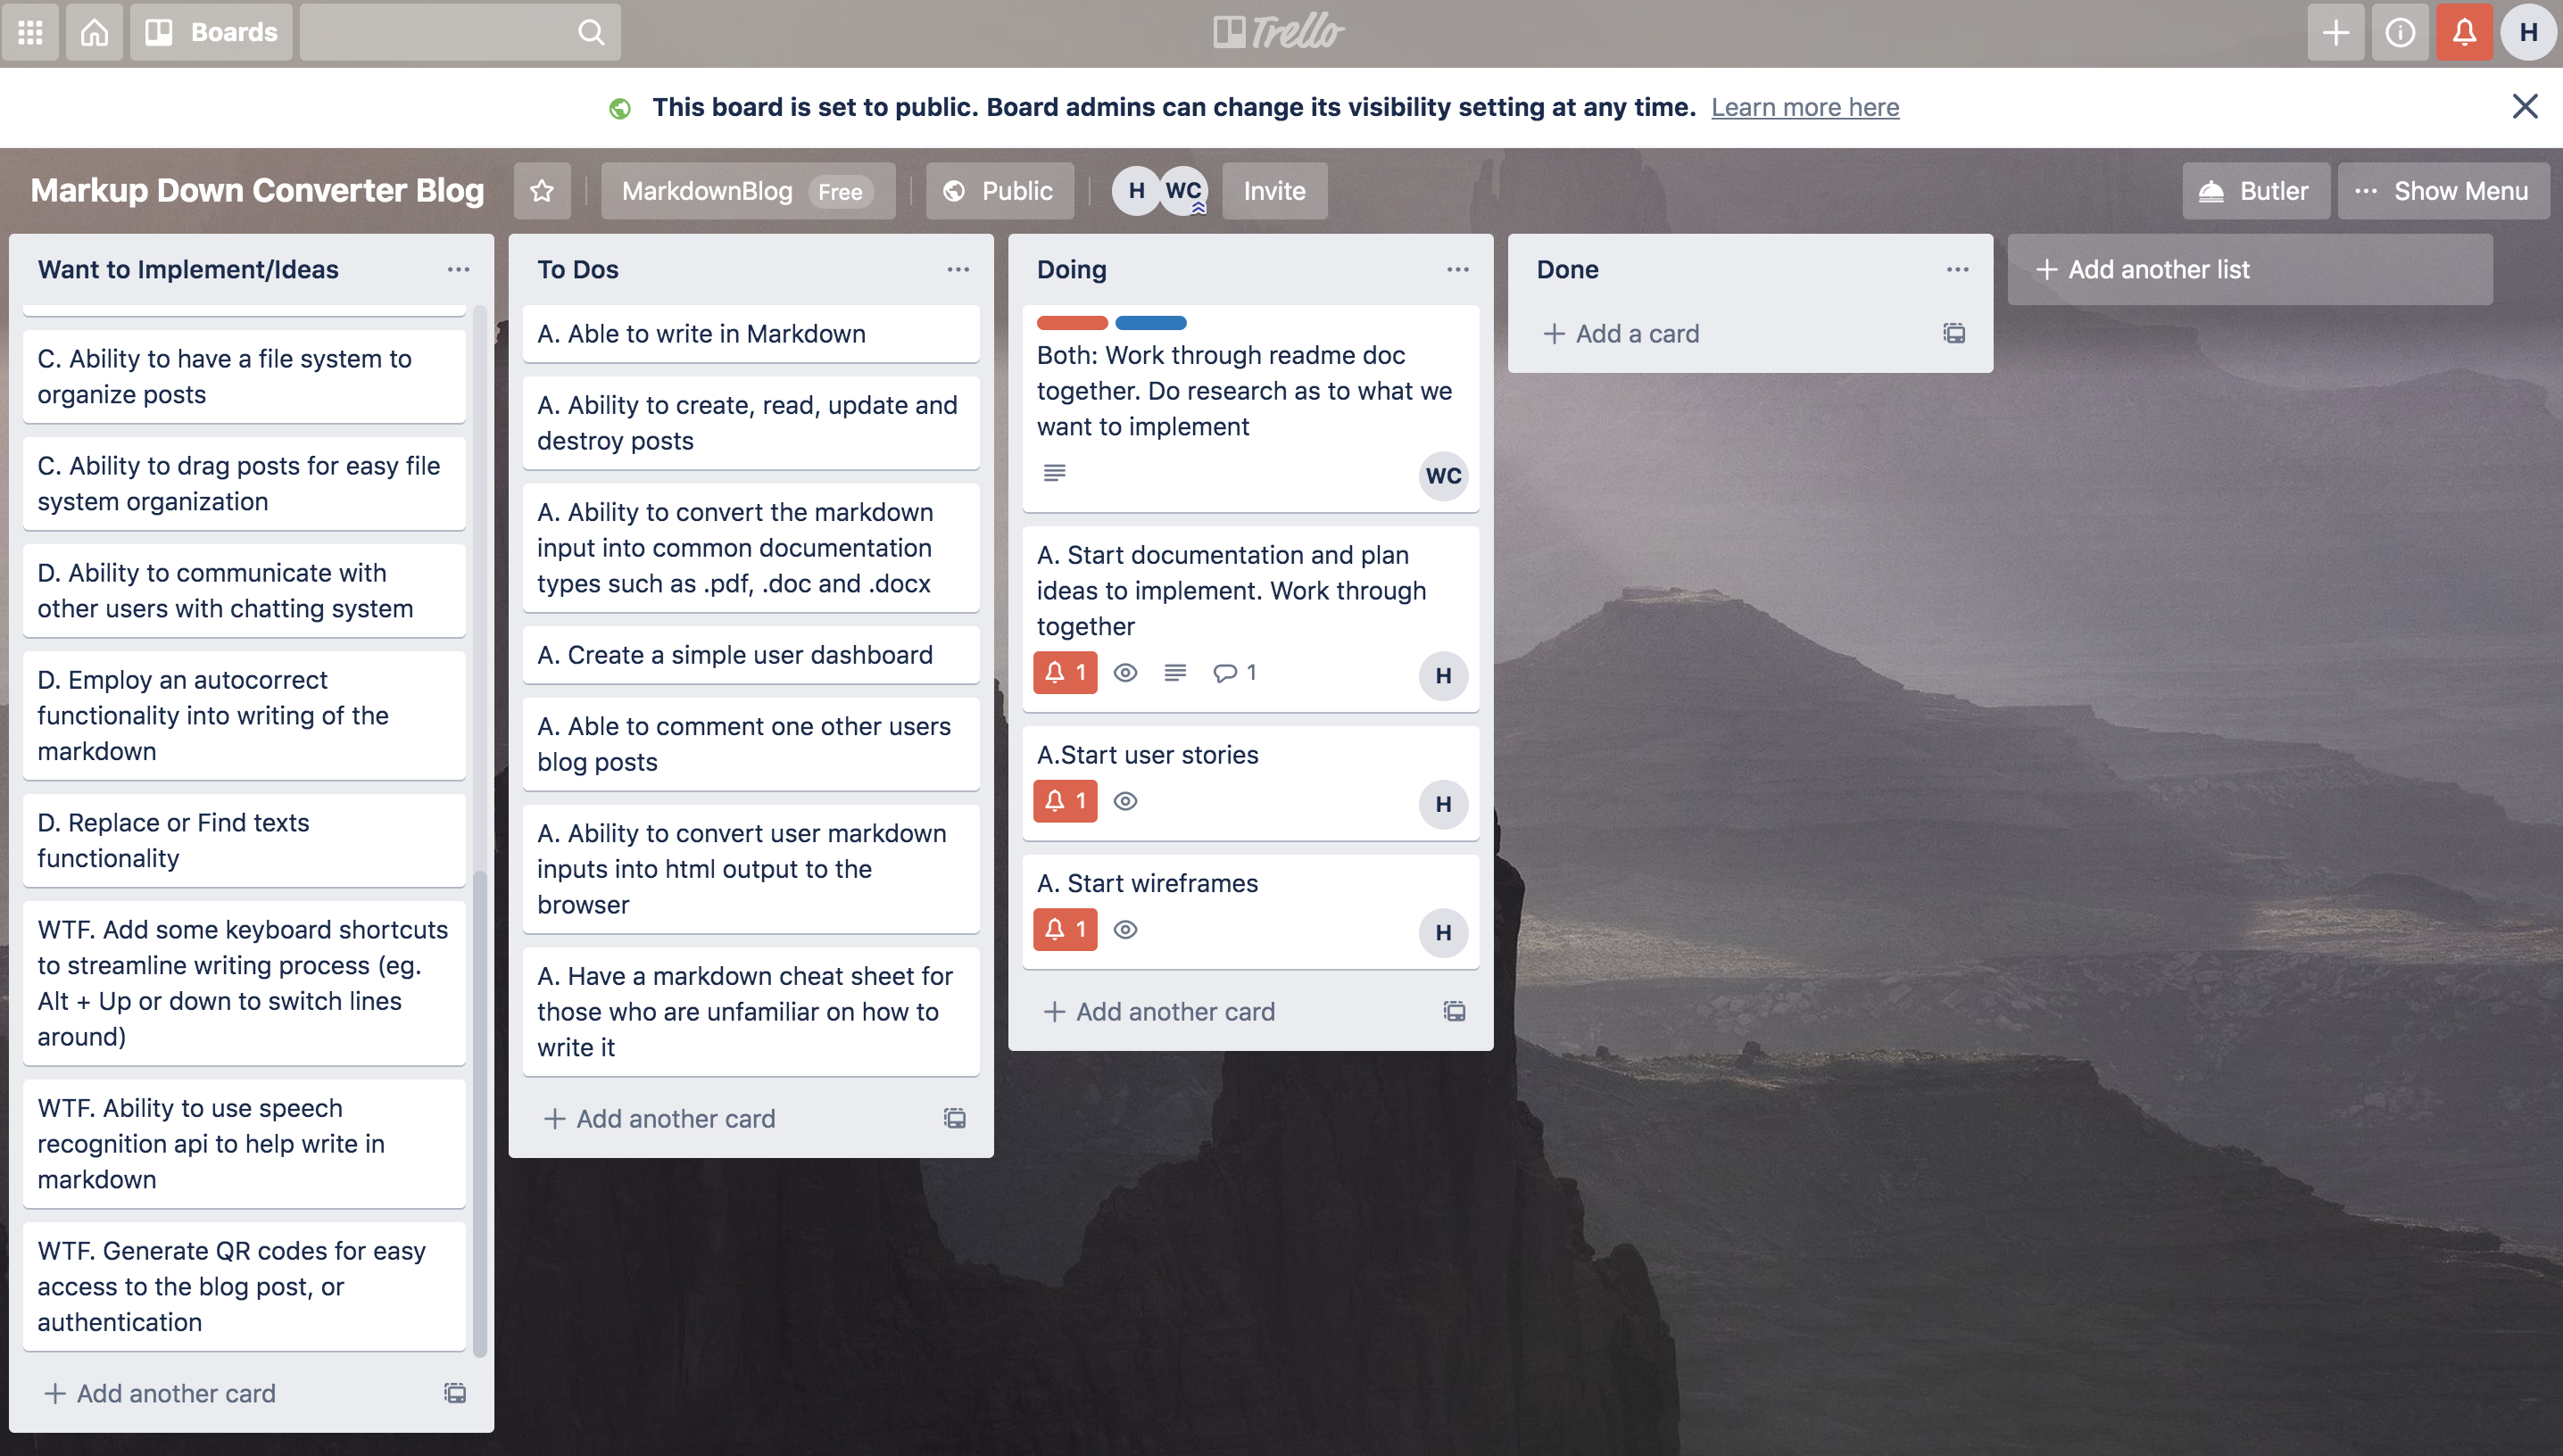 Boards
Trello
H
This board is set to public. Board admins can change its visibility setting at any time. Learn more here
Markup Down Converter Blog
MarkdownBlog Free
Public
H WC
Invite
Butler
Show Menu
Want to Implement/Ideas
C. Ability to have a file system to
organize posts
C. Ability to drag posts for easy file
system organization
D. Ability to communicate with
other users with chatting system
D. Employ an autocorrect
functionality into writing of the
markdown
D. Replace or Find texts
functionality
WTF. Add some keyboard shortcuts
to streamline writing process (eg.
Alt + Up or down to switch lines
around)
WTF. Ability to use speech
recognition api to help write in
markdown
WTF. Generate QR codes for easy
access to the blog post, or
authentication
+ Add another card
To Dos
A. Able to write in Markdown
A. Ability to create, read, update and
destroy posts
A. Ability to convert the markdown
input into common documentation
types such as .pdf, .doc and .docx
A. Create a simple user dashboard
A. Able to comment one other users
blog posts
A. Ability to convert user markdown
inputs into html output to the
browser
A. Have a markdown cheat sheet for
those who are unfamiliar on how to
write it
+ Add another card
Doing
Both: Work through readme doc
together. Do research as to what we
want to implement
WC
A. Start documentation and plan
ideas to implement. Work through
together
1 1 H
A.Start user stories
1 H
A. Start wireframes
1 H
+ Add another card
Done
+ Add a card
+ Add another list